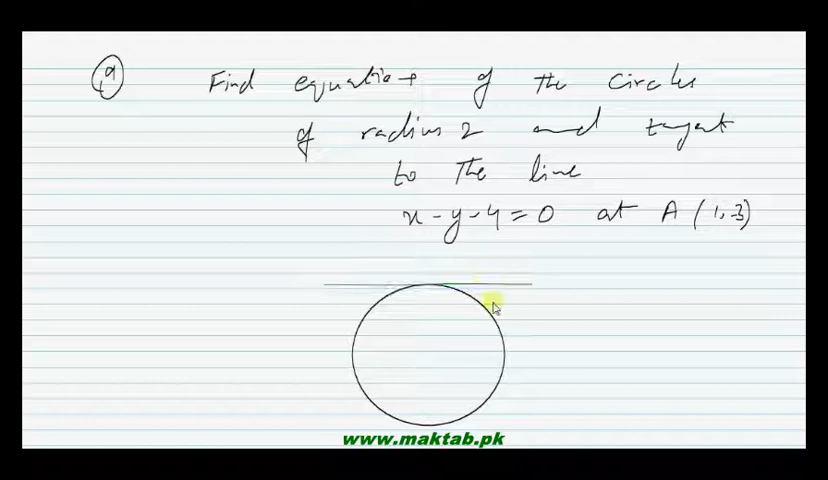 9 Find equation of the circles
of radius 2 and tangent
to the line
x - y - 4 = 0 at A (1, -3)
www.maktab.pk